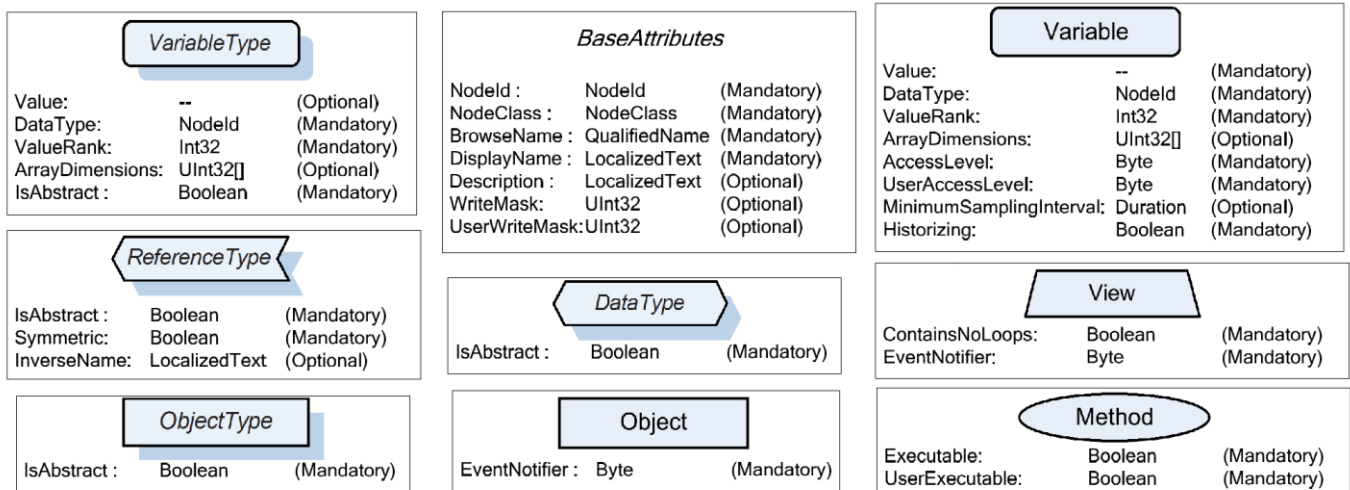 VariableType
Value: -- (Optional)
DataType: NodeId (Mandatory)
ValueRank: Int32 (Mandatory)
ArrayDimensions: UInt32[] (Optional)
IsAbstract : Boolean (Mandatory)
BaseAttributes
NodeId : NodeId (Mandatory)
NodeClass : NodeClass (Mandatory)
BrowseName : QualifiedName (Mandatory)
DisplayName : LocalizedText (Mandatory)
Description : LocalizedText (Optional)
WriteMask: UInt32 (Optional)
UserWriteMask: UInt32 (Optional)
Variable
Value: -- (Mandatory)
DataType: NodeId (Mandatory)
ValueRank: Int32 (Mandatory)
ArrayDimensions: UInt32[] (Optional)
AccessLevel: Byte (Mandatory)
UserAccessLevel: Byte (Mandatory)
MinimumSamplingInterval: Duration (Optional)
Historizing: Boolean (Mandatory)
ReferenceType
IsAbstract : Boolean (Mandatory)
Symmetric: Boolean (Mandatory)
InverseName: LocalizedText (Optional)
DataType
IsAbstract : Boolean (Mandatory)
View
ContainsNoLoops: Boolean (Mandatory)
EventNotifier: Byte (Mandatory)
ObjectType
IsAbstract : Boolean (Mandatory)
Object
EventNotifier : Byte (Mandatory)
Method
Executable: Boolean (Mandatory)
UserExecutable: Boolean (Mandatory)